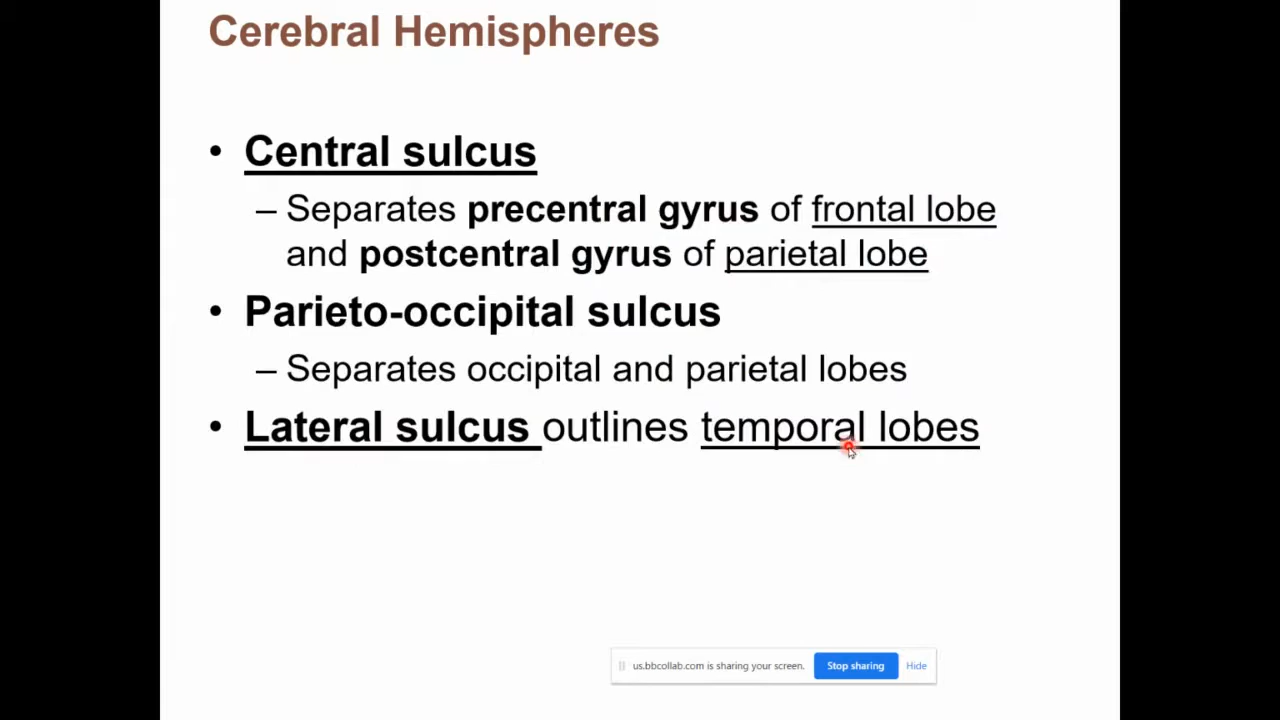 Cerebral Hemispheres
• Central sulcus
– Separates precentral gyrus of frontal lobe
and postcentral gyrus of parietal lobe
• Parieto-occipital sulcus
– Separates occipital and parietal lobes
• Lateral sulcus outlines temporal lobes
us.bbcollab.com is sharing your screen. Stop sharing Hide